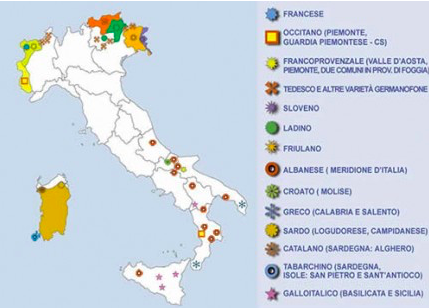 FRANCESE
OCCITANO (PIEMONTE,
GUARDIA PIEMONTESE - CS)
FRANCOPROVENZALE (VALLE D'AOSTA,
PIEMONTE, DUE COMUNI IN PROV. DI FOGGIA)
TEDESCO E ALTRE VARIETÀ GERMANOFONE
SLOVENO
LADINO
FRIULANO
ALBANESE ( MERIDIONE D'ITALIA)
CROATO ( MOLISE)
GRECO (CALABRIA E SALENTO)
SARDO (LOGUDORESE, CAMPIDANESE)
CATALANO (SARDEGNA: ALGHERO)
TABARCHINO (SARDEGNA,
ISOLE: SAN PIETRO E SANT'ANTIOCO)
GALLOITALICO (BASILICATA E SICILIA)